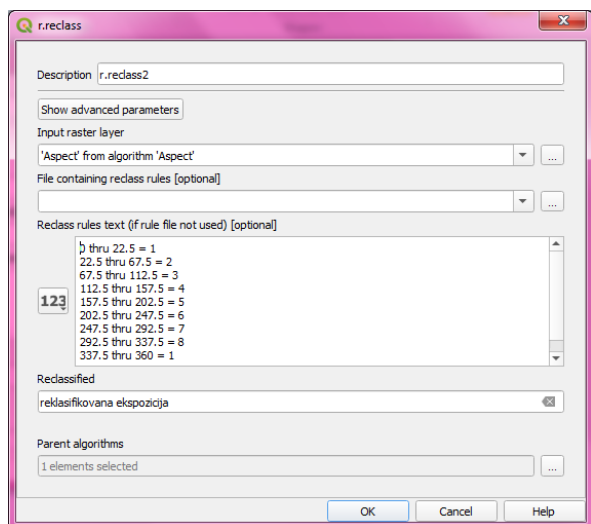 r.reclass
Description r.reclass2
Show advanced parameters
Input raster layer
'Aspect' from algorithm 'Aspect'
...
File containing reclass rules [optional]
...
Reclass rules text (if rule file not used) [optional]
123
0 thru 22.5 = 1
22.5 thru 67.5 = 2
67.5 thru 112.5 = 3
112.5 thru 157.5 = 4
157.5 thru 202.5 = 5
202.5 thru 247.5 = 6
247.5 thru 292.5 = 7
292.5 thru 337.5 = 8
337.5 thru 360 = 1
Reclassified
reklasifikovana ekspozicija
Parent algorithms
1 elements selected
...
OK Cancel Help